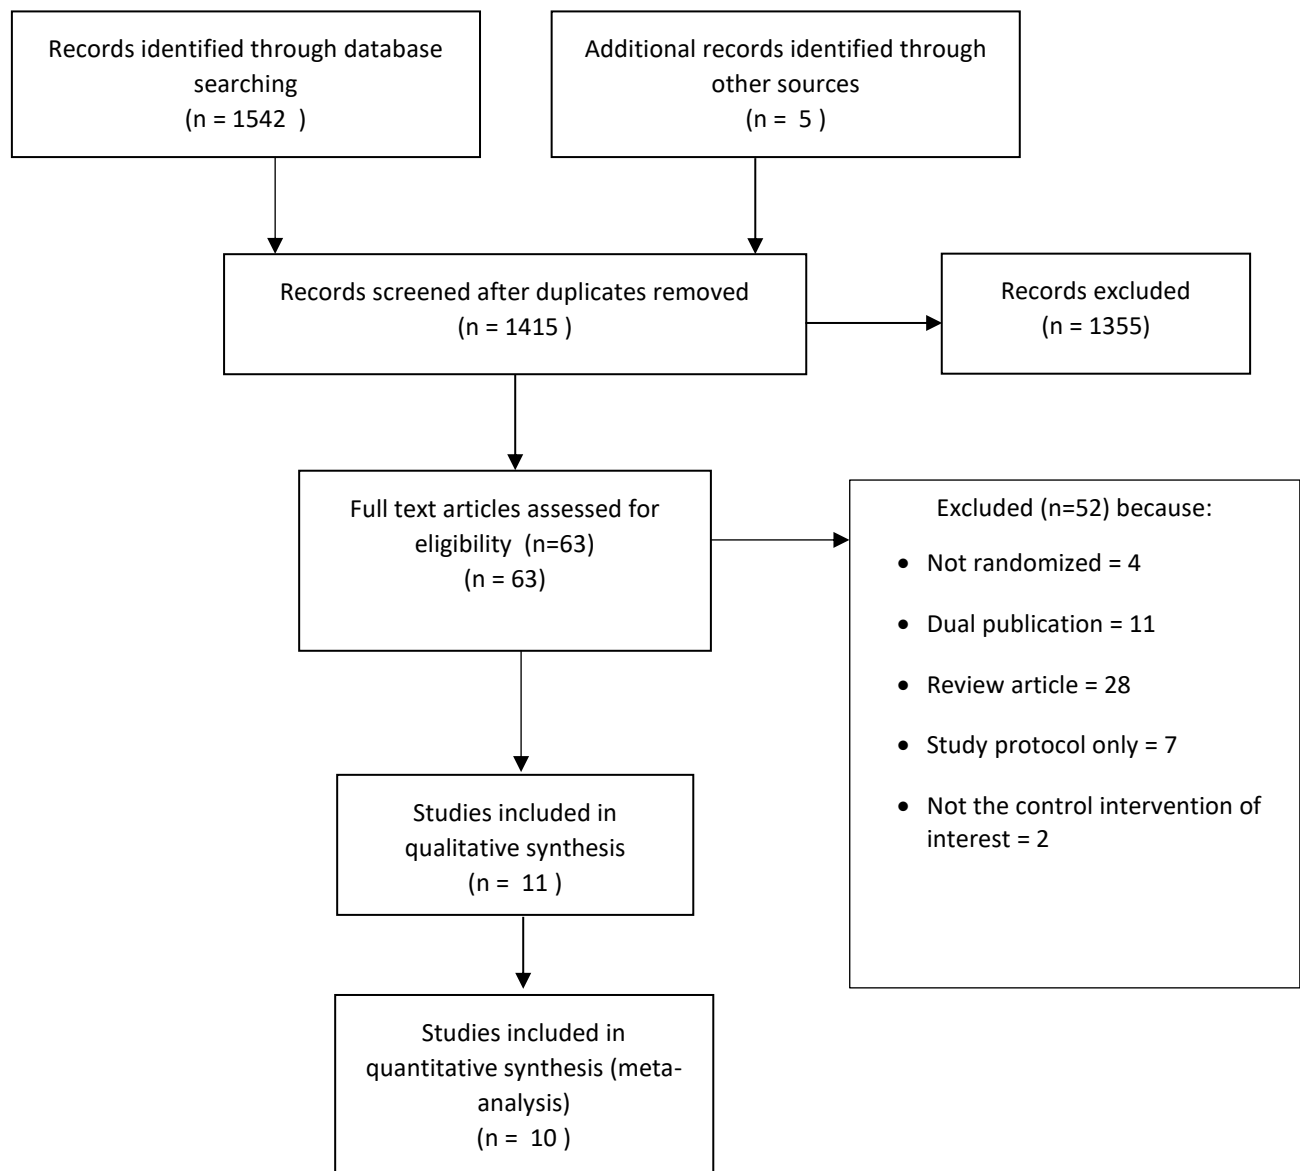 Records identified through database
searching
(n = 1542  )
Additional records identified through
other sources
(n =  5 )
Records screened after duplicates removed
(n = 1415 )
Records excluded
(n = 1355)
Full text articles assessed for
eligibility  (n=63)
(n = 63)
Excluded (n=52) because:
• Not randomized = 4
• Dual publication = 11
• Review article = 28
• Study protocol only = 7
• Not the control intervention of
interest = 2
Studies included in
qualitative synthesis
(n =  11 )
Studies included in
quantitative synthesis (meta-
analysis)
(n =  10 )